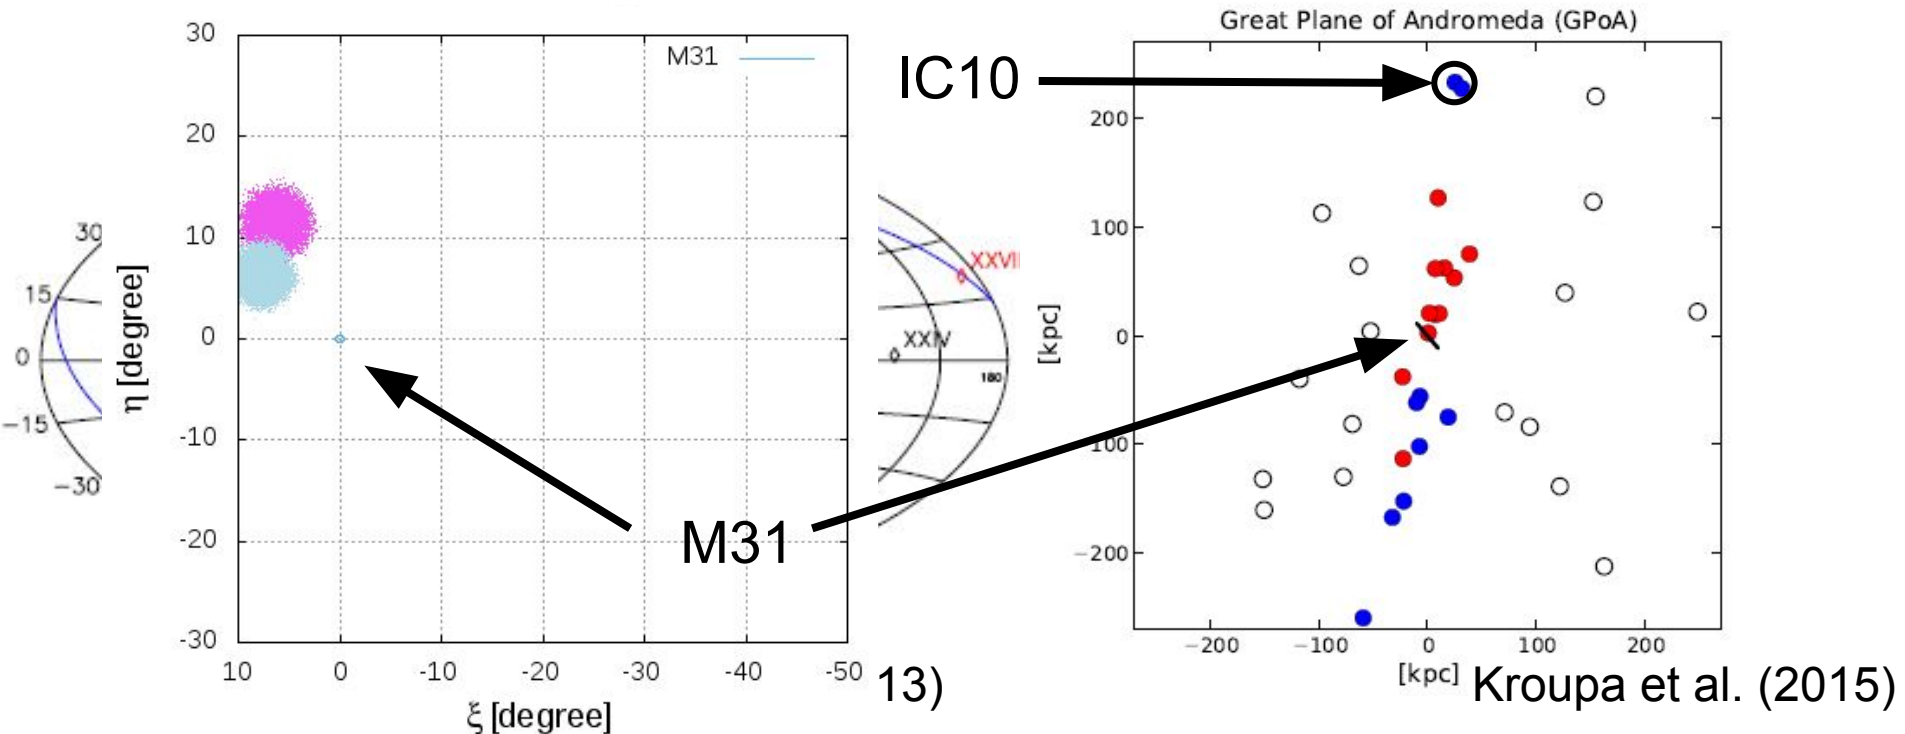 Great Plane of Andromeda (GPoA)
30
20
10
0
-10
-20
-30
10 0 -10 -20 -30 -40 -50
M31
η [degree]
ξ [degree]
30
15
0
−15
−30
XXIV
180
13)
M31
IC10
200
100
0
−200
−200 −100 0 100 200
[kpc]
[kpc]
Kroupa et al. (2015)